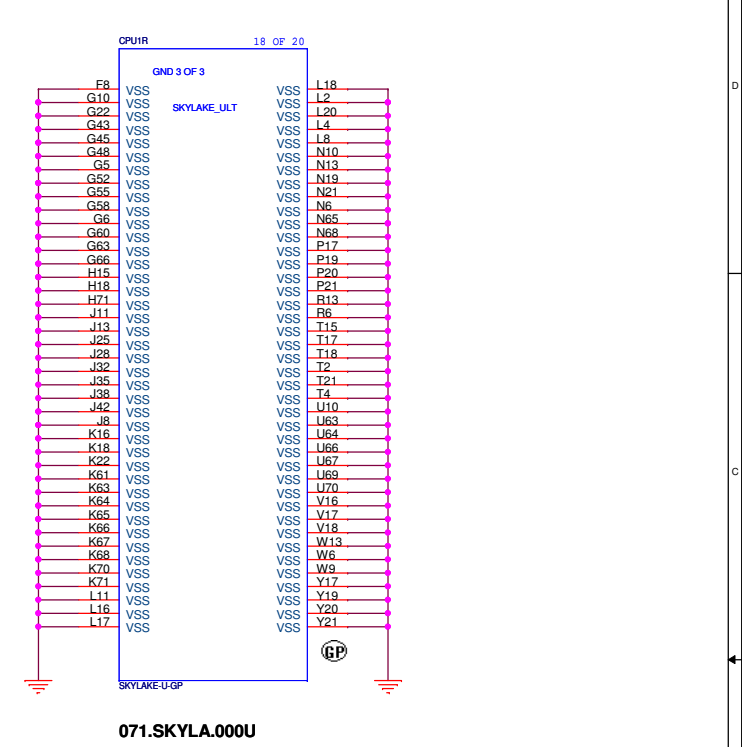 CPU1R 18 OF 20
GND 3 OF 3
SKYLAKE_ULT
D
F8 VSS VSS L18
G10 VSS VSS L2
G22 VSS VSS L20
G43 VSS VSS L4
G45 VSS VSS L8
G48 VSS VSS N10
G5 VSS VSS N13
G52 VSS VSS N19
G55 VSS VSS N21
G58 VSS VSS N6
G6 VSS VSS N65
G60 VSS VSS N68
G63 VSS VSS P17
G66 VSS VSS P19
H15 VSS VSS P20
H18 VSS VSS P21
H71 VSS VSS R13
J11 VSS VSS R6
J13 VSS VSS T15
J25 VSS VSS T17
J28 VSS VSS T18
J32 VSS VSS T2
J35 VSS VSS T21
J38 VSS VSS T4
J42 VSS VSS U10
J8 VSS VSS U63
K16 VSS VSS U64
K18 VSS VSS U66
K22 VSS VSS U67
K61 VSS VSS U69
K63 VSS VSS U70
K64 VSS VSS V16
K65 VSS VSS V17
K66 VSS VSS V18
K67 VSS VSS W13
K68 VSS VSS W6
K70 VSS VSS W9
K71 VSS VSS Y17
L11 VSS VSS Y19
L16 VSS VSS Y20
L17 VSS VSS Y21
C
GP
SKYLAKE-U-GP
071.SKYLA.000U